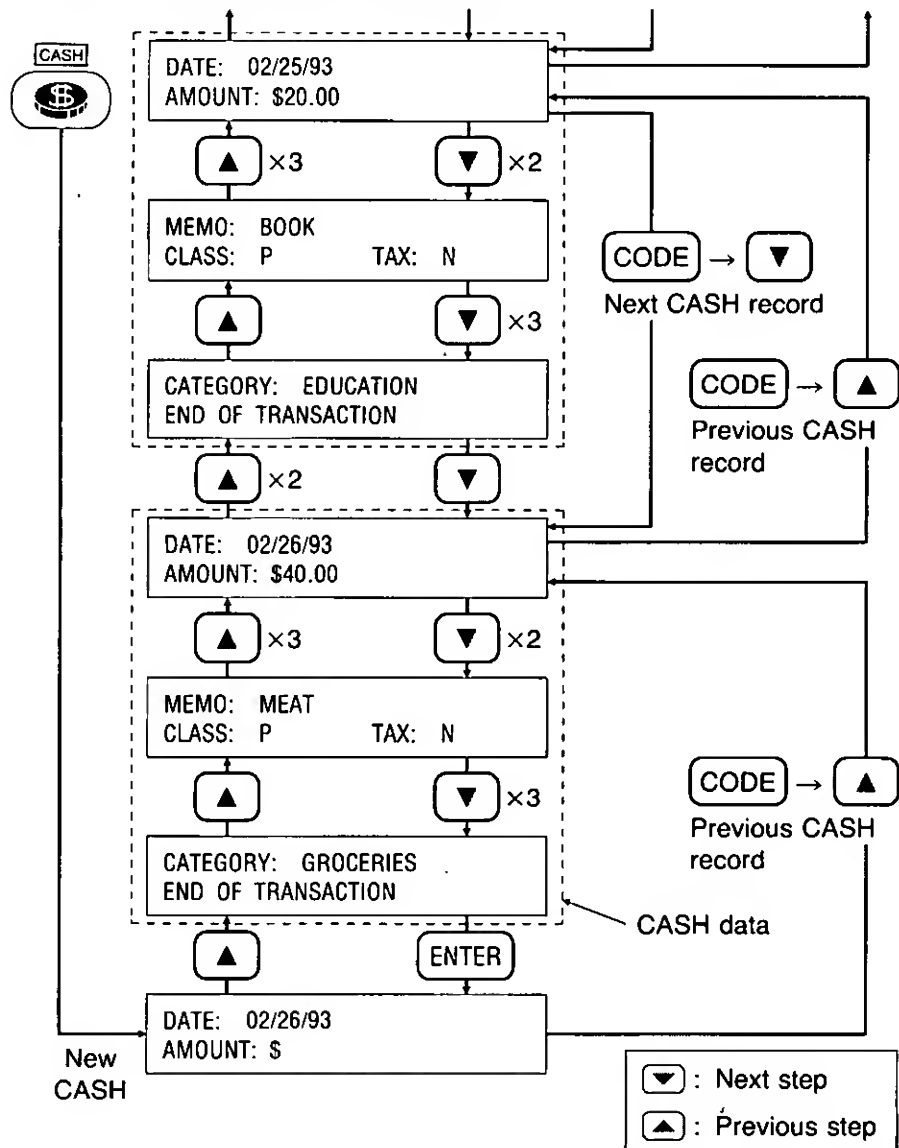 CASH
$
DATE: 02/25/93
AMOUNT: $20.00
▲ ×3
▼ ×2
MEMO: BOOK
CLASS: P TAX: N
CODE → ▼
Next CASH record
▲
▼ ×3
CATEGORY: EDUCATION
END OF TRANSACTION
CODE → ▲
Previous CASH
record
▲ ×2
▼
DATE: 02/26/93
AMOUNT: $40.00
▲ ×3
▼ ×2
MEMO: MEAT
CLASS: P TAX: N
▲
▼ ×3
CODE → ▲
Previous CASH
record
CATEGORY: GROCERIES
END OF TRANSACTION
CASH data
▲
ENTER
DATE: 02/26/93
AMOUNT: $
New
CASH
▼ : Next step
▲ : Previous step